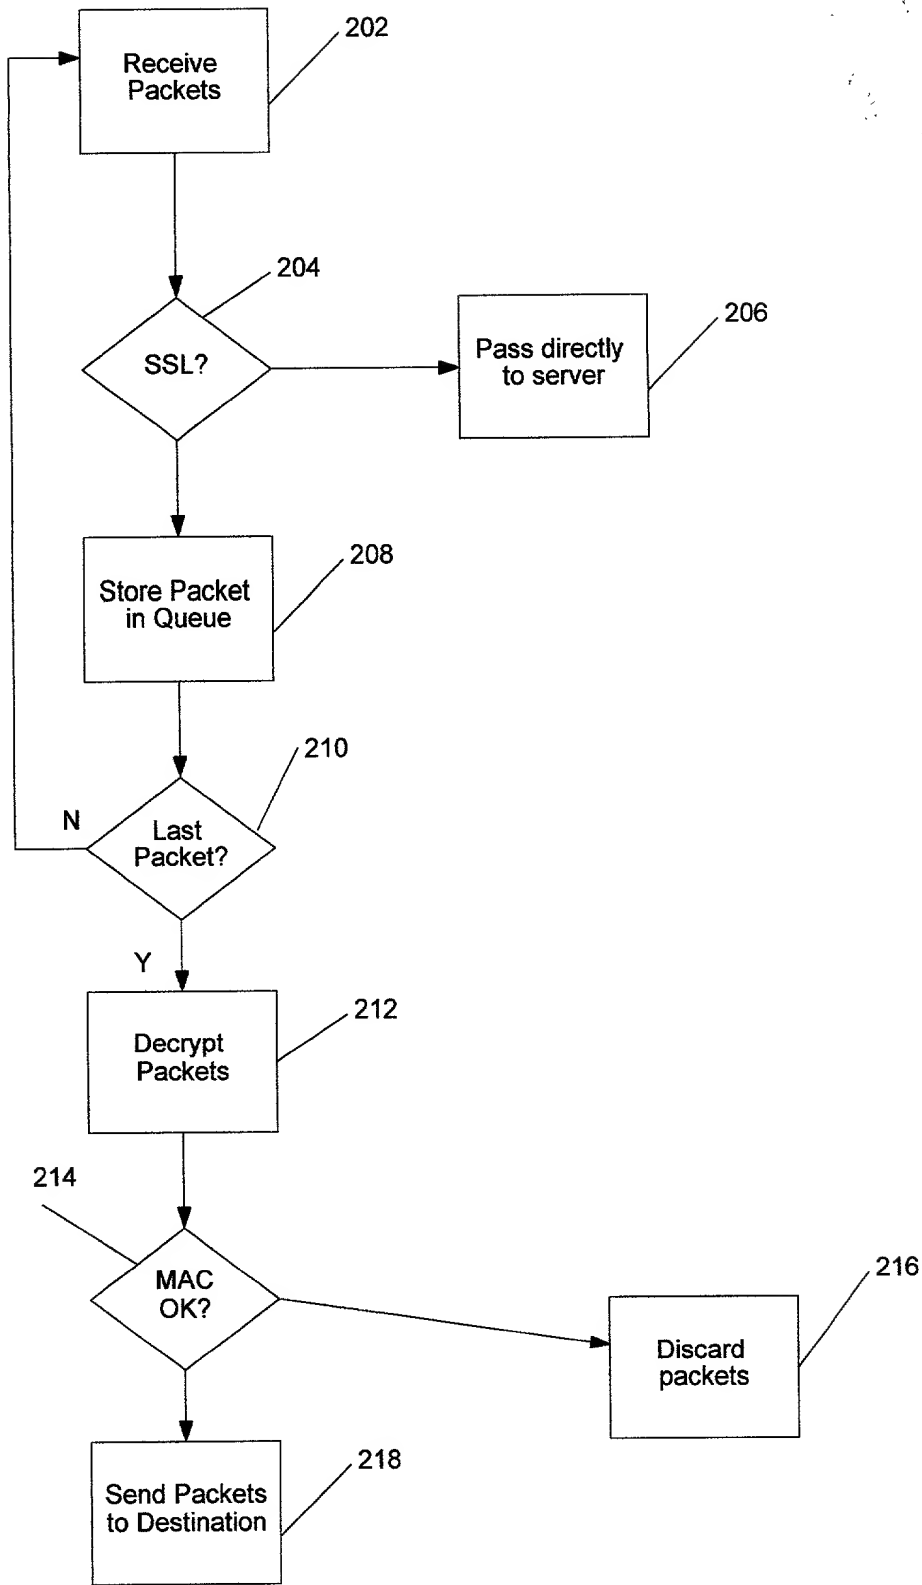 202
Receive
Packets
204
SSL?
Pass directly
to server
206
208
Store Packet
in Queue
210
N
Last
Packet?
Y
212
Decrypt
Packets
214
MAC
OK?
216
Discard
packets
218
Send Packets
to Destination